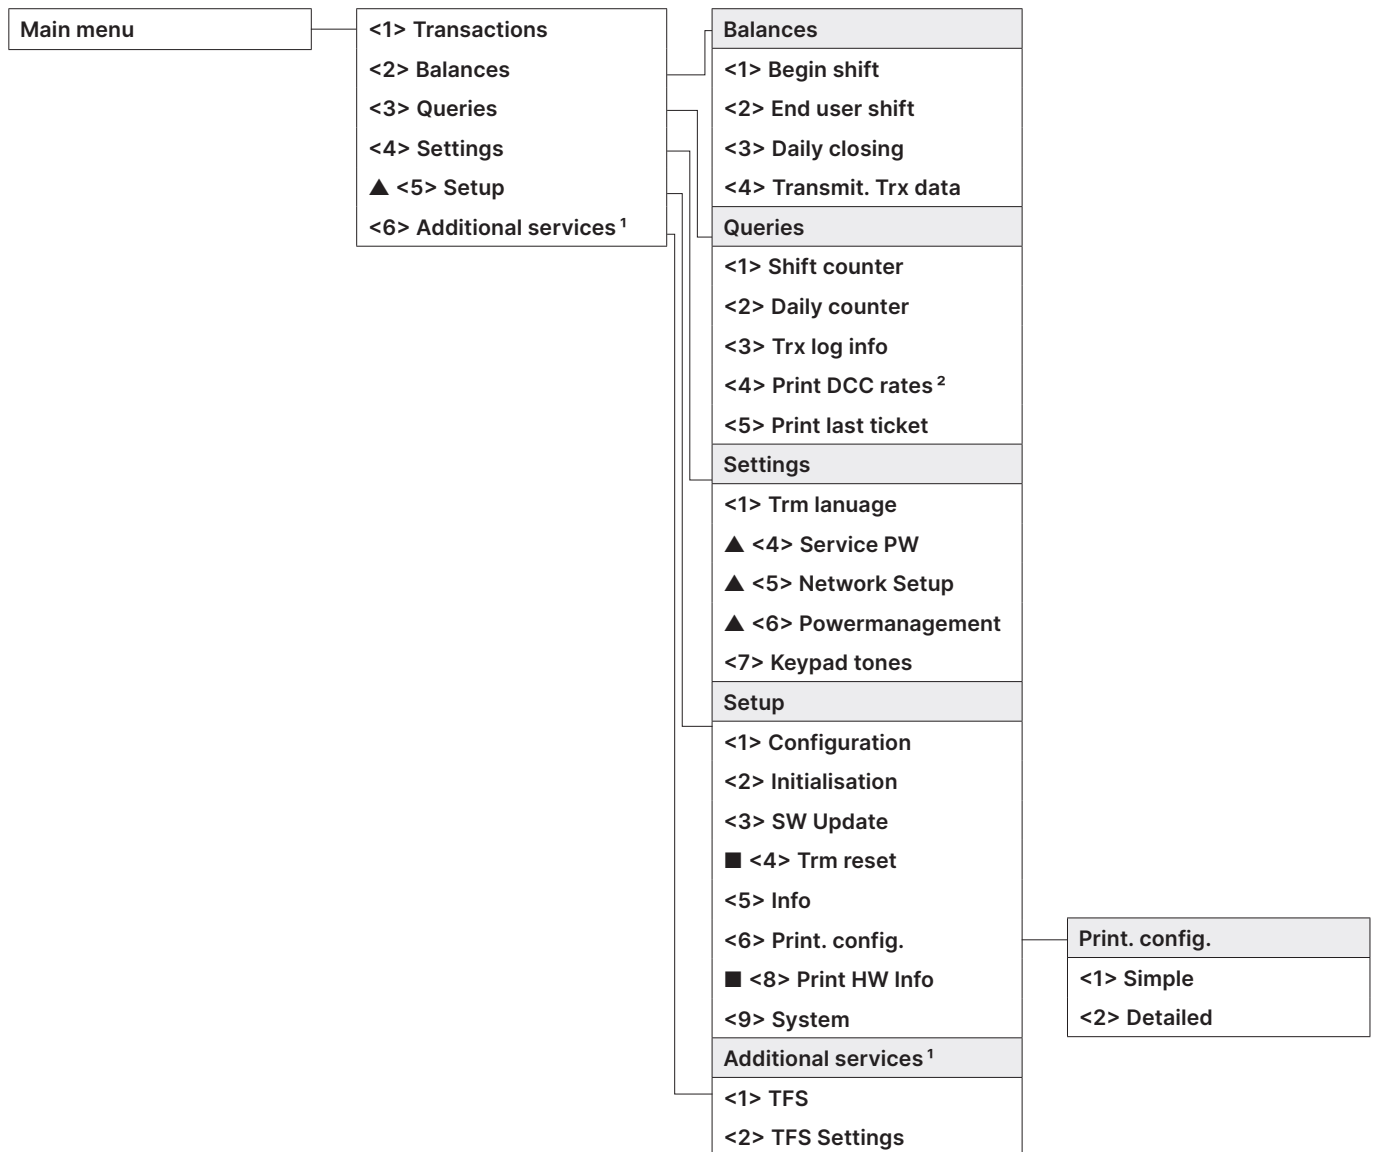 Main menu
<1> Transactions
<2> Balances
<3> Queries
<4> Settings
▲ <5> Setup
<6> Additional services ¹
Balances
<1> Begin shift
<2> End user shift
<3> Daily closing
<4> Transmit. Trx data
Queries
<1> Shift counter
<2> Daily counter
<3> Trx log info
<4> Print DCC rates ²
<5> Print last ticket
Settings
<1> Trm lanuage
▲ <4> Service PW
▲ <5> Network Setup
▲ <6> Powermanagement
<7> Keypad tones
Setup
<1> Configuration
<2> Initialisation
<3> SW Update
■ <4> Trm reset
<5> Info
<6> Print. config.
■ <8> Print HW Info
<9> System
Additional services ¹
<1> TFS
<2> TFS Settings
Print. config.
<1> Simple
<2> Detailed